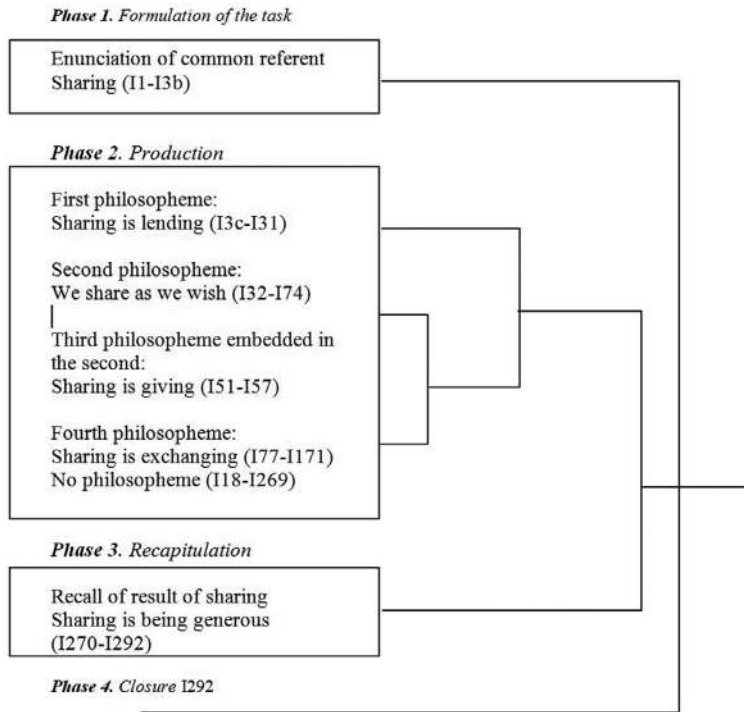 Phase 1. Formulation of the task
Enunciation of common referent
Sharing (I1-I3b)
Phase 2. Production
First philosopheme:
Sharing is lending (I3c-I31)
Second philosopheme:
We share as we wish (I32-I74)
Third philosopheme embedded in
the second:
Sharing is giving (I51-I57)
Fourth philosopheme:
Sharing is exchanging (I77-I171)
No philosopheme (I18-I269)
Phase 3. Recapitulation
Recall of result of sharing
Sharing is being generous
(I270-I292)
Phase 4. Closure I292